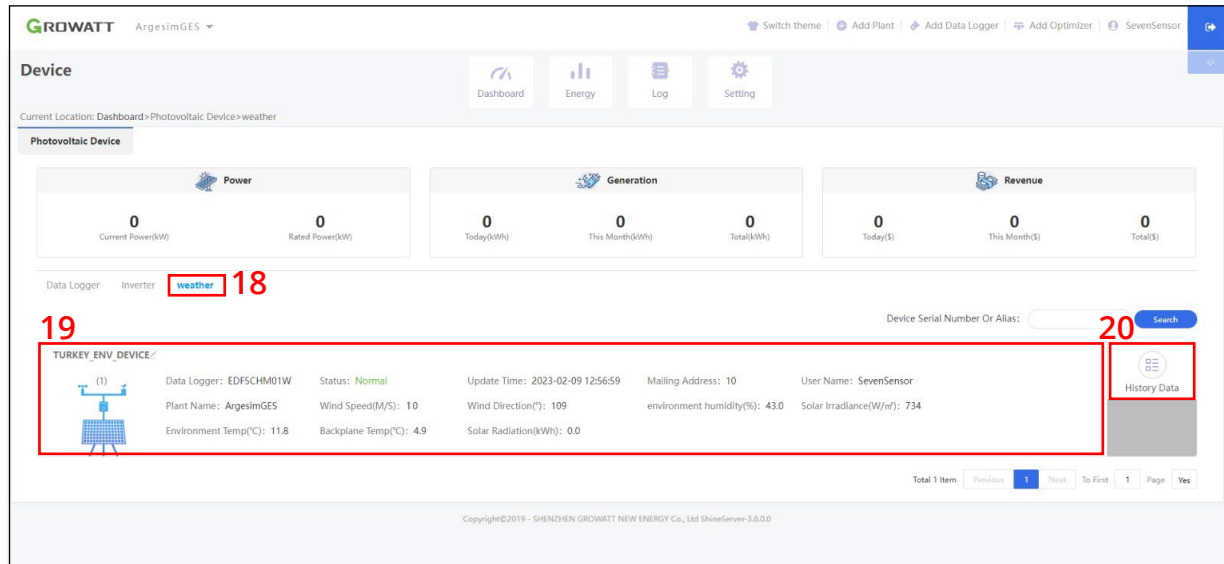 GROWATT ArgesimGES Switch theme Add Plant Add Data Logger Add Optimizer SevenSensor
Device
Dashboard Energy Log Setting
Current Location: Dashboard>Photovoltaic Device>weather
Photovoltaic Device
Power Generation Revenue
0 0 0 0 0 0 0 0
Current Power(kW) Rated Power(kW) Today(kWh) This Month(kWh) Total(kWh) Today($) This Month($) Total($)
Data Logger Inverter weather 18
Device Serial Number Or Alias: Search
19 20
TURKEY_ENV_DEVICE
(1) Data Logger: EDF5CHM01W Status: Normal Update Time: 2023-02-09 12:56:59 Mailing Address: 10 User Name: SevenSensor
History Data
Plant Name: ArgesimGES Wind Speed(M/S): 10 Wind Direction(°): 109 environment humidity(%): 43.0 Solar Irradiance(W/㎡): 734
Environment Temp(℃): 11.8 Backplane Temp(℃): 4.9 Solar Radiation(kWh): 0.0
Total 1 Item Previous 1 Next To First 1 Page Yes
Copyright©2019 - SHENZHEN GROWATT NEW ENERGY Co., Ltd ShineServer-3.6.0.0